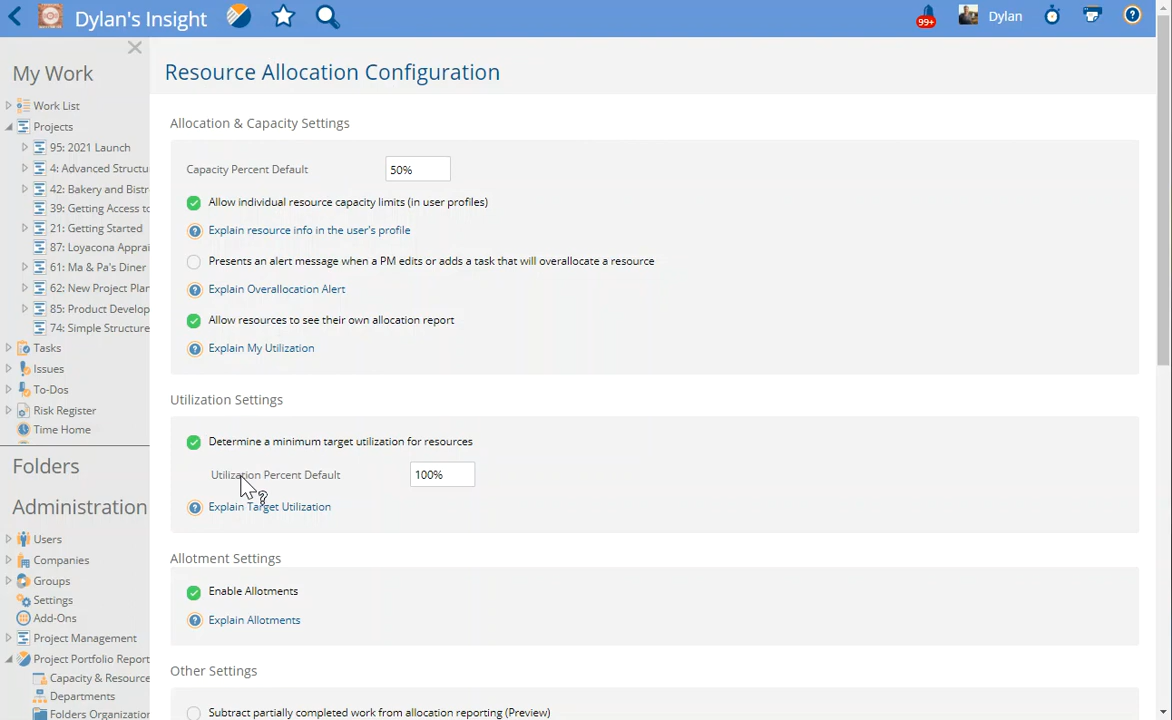 Dylan's Insight
99+
Dylan
?
My Work
Work List
Projects
95: 2021 Launch
4: Advanced Structu
42: Bakery and Bistr
39: Getting Access to
21: Getting Started
87: Loyacona Apprai
61: Ma & Pa's Diner
62: New Project Plan
85: Product Develop
74: Simple Structure
Tasks
Issues
To-Dos
Risk Register
Time Home
Folders
Administration
Users
Companies
Groups
Settings
Add-Ons
Project Management
Project Portfolio Report
Capacity & Resource
Departments
Folders Organization
Resource Allocation Configuration
Allocation & Capacity Settings
Capacity Percent Default 50%
Allow individual resource capacity limits (in user profiles)
? Explain resource info in the user's profile
Presents an alert message when a PM edits or adds a task that will overallocate a resource
? Explain Overallocation Alert
Allow resources to see their own allocation report
? Explain My Utilization
Utilization Settings
Determine a minimum target utilization for resources
Utilization Percent Default 100%
? Explain Target Utilization
Allotment Settings
Enable Allotments
? Explain Allotments
Other Settings
Subtract partially completed work from allocation reporting (Preview)